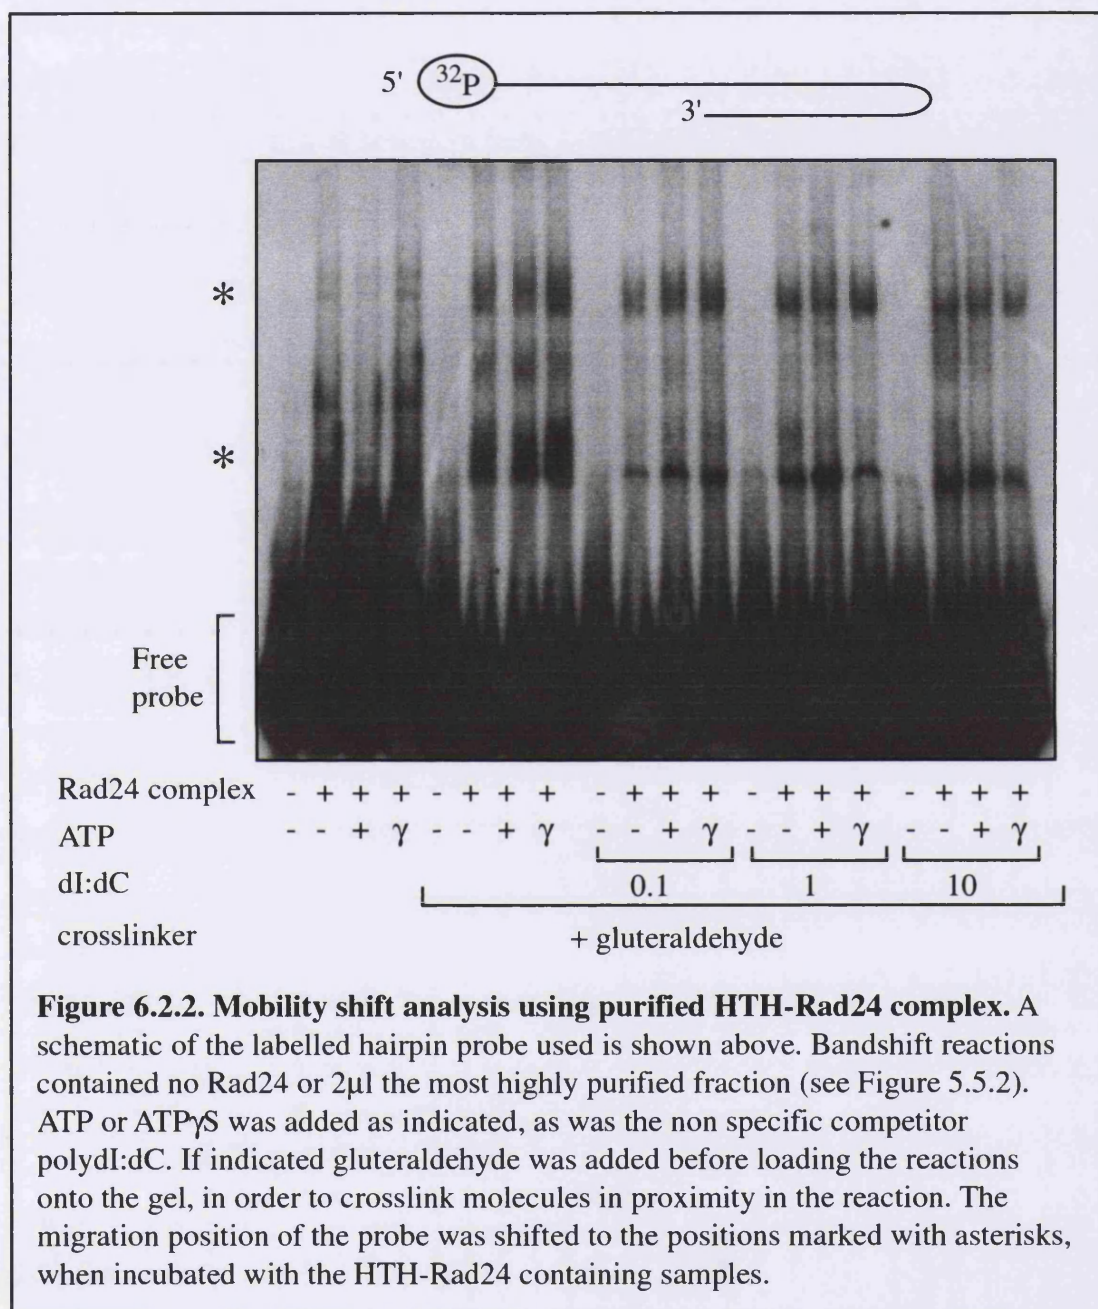 5' 32P
3'
*
*
Free
probe
Rad24 complex - + + + - + + + - + + + - + + + - + + +
ATP - - + γ - - + γ - - + γ - - + γ - - + γ
dI:dC 0.1 1 10
crosslinker + gluteraldehyde
Figure 6.2.2. Mobility shift analysis using purified HTH-Rad24 complex. A
schematic of the labelled hairpin probe used is shown above. Bandshift reactions
contained no Rad24 or 2μl the most highly purified fraction (see Figure 5.5.2).
ATP or ATPγS was added as indicated, as was the non specific competitor
polydI:dC. If indicated gluteraldehyde was added before loading the reactions
onto the gel, in order to crosslink molecules in proximity in the reaction. The
migration position of the probe was shifted to the positions marked with asterisks,
when incubated with the HTH-Rad24 containing samples.